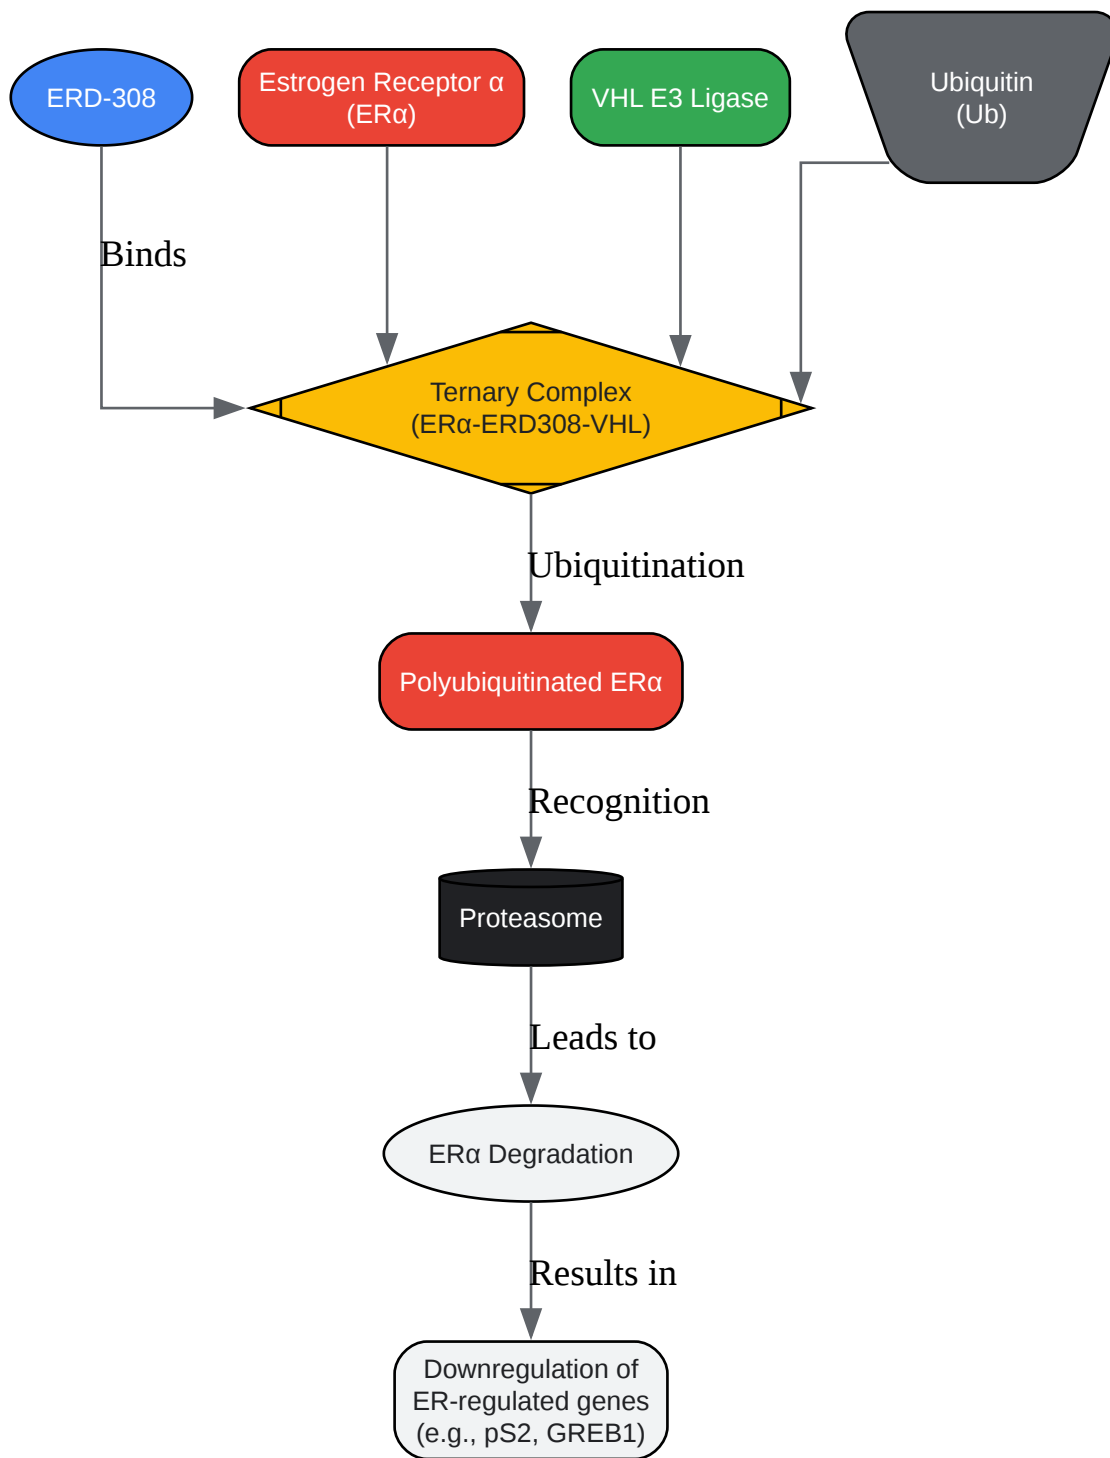 ERD-308
Estrogen Receptor α
(ERα)
VHL E3 Ligase
Ubiquitin
(Ub)
Binds
Ternary Complex
(ERα-ERD308-VHL)
Ubiquitination
Polyubiquitinated ERα
Recognition
Proteasome
Leads to
ERα Degradation
Results in
Downregulation of
ER-regulated genes
(e.g., pS2, GREB1)